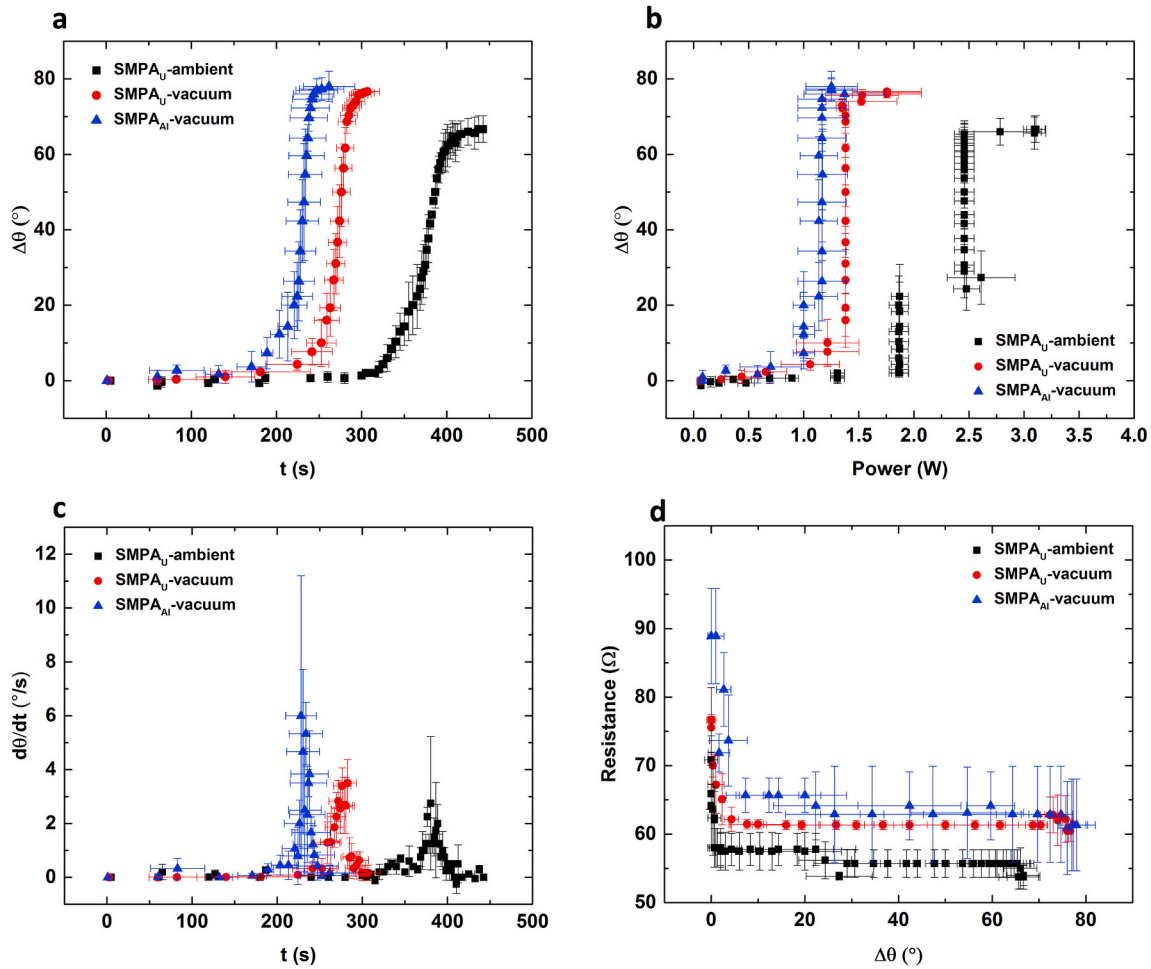 a
SMPAU-ambient
SMPAU-vacuum
SMPAAl-vacuum
80
60
40
20
0
Δθ (°)
0 100 200 300 400 500
t (s)
b
80
60
40
20
0
Δθ (°)
SMPAU-ambient
SMPAU-vacuum
SMPAAl-vacuum
0.0 0.5 1.0 1.5 2.0 2.5 3.0 3.5 4.0
Power (W)
c
SMPAU-ambient
SMPAU-vacuum
SMPAAl-vacuum
12
10
8
6
4
2
0
dθ/dt (°/s)
0 100 200 300 400 500
t (s)
d
SMPAU-ambient
SMPAU-vacuum
SMPAAl-vacuum
100
90
80
70
60
50
Resistance (Ω)
0 20 40 60 80
Δθ (°)